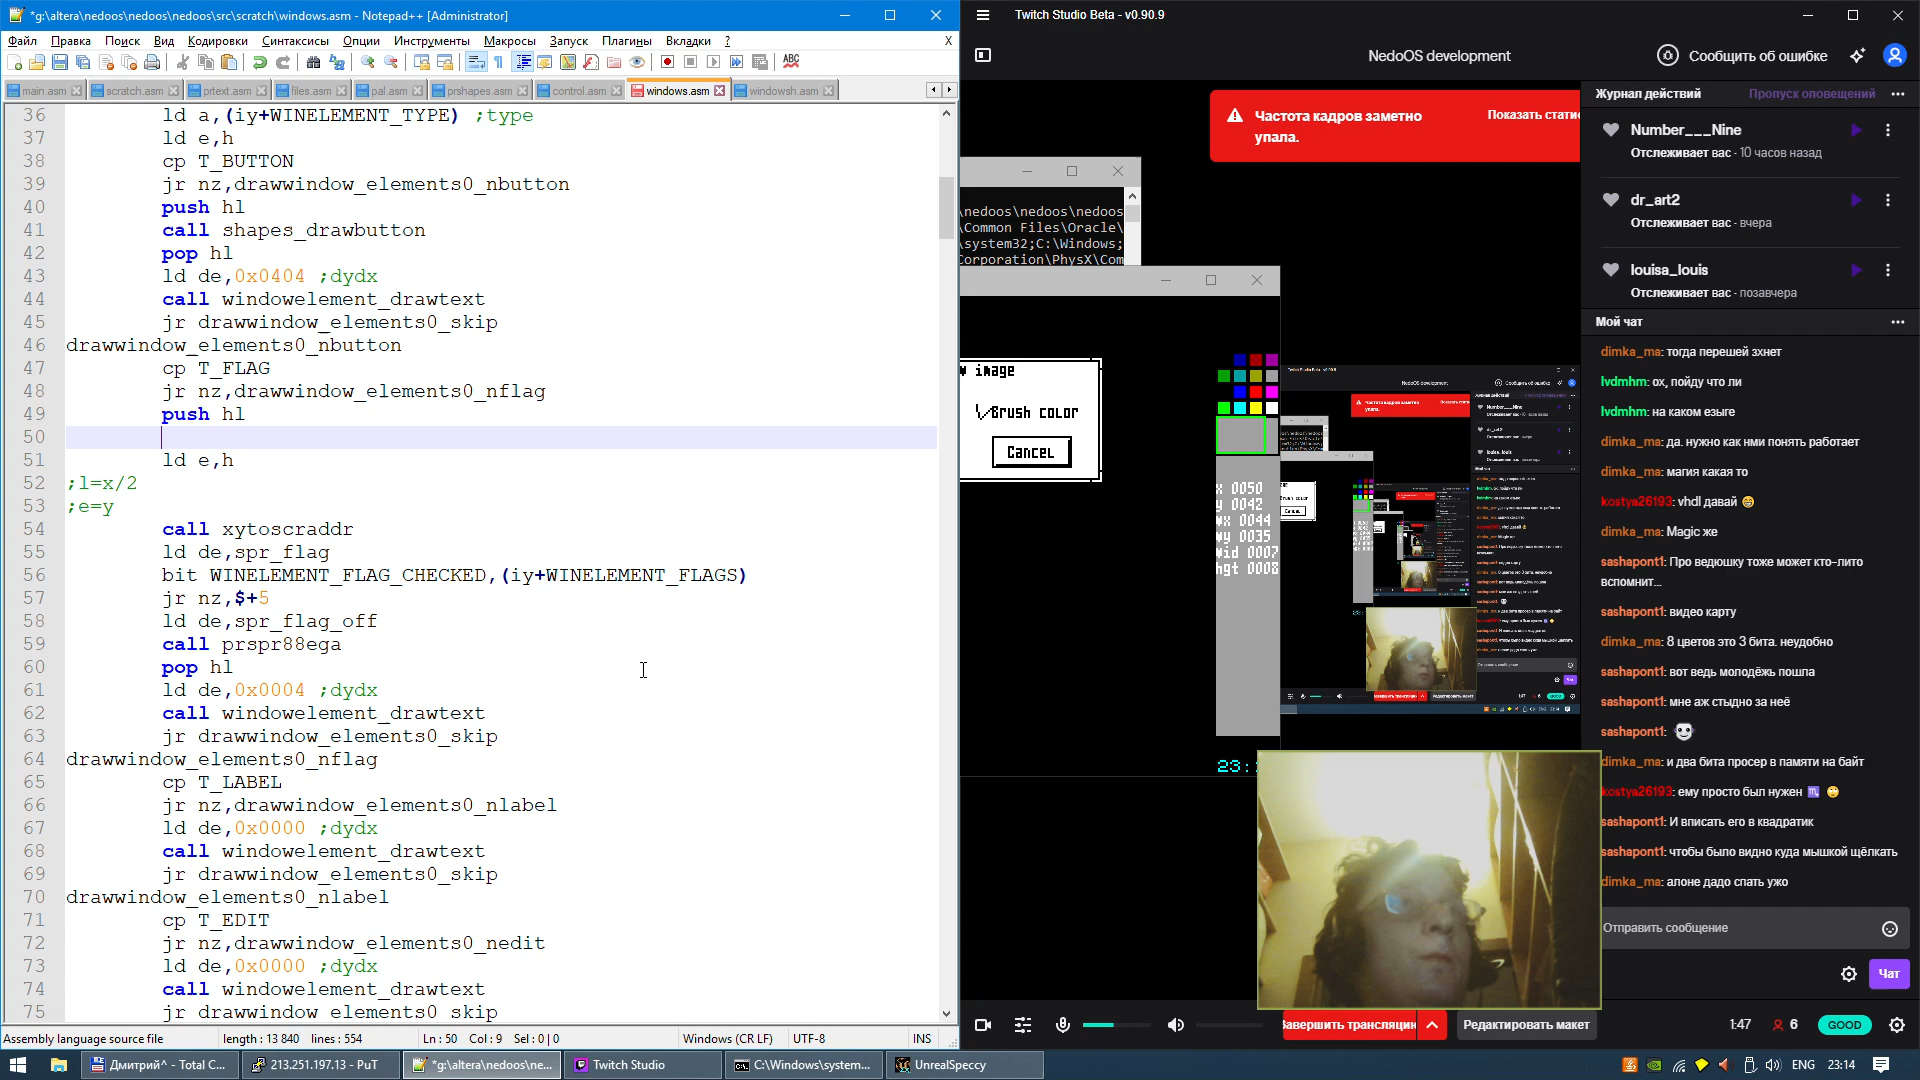 *g:\altera\nedoos\nedoos\nedoos\src\scratch\windows.asm - Notepad++ [Administrator]
Файл Правка Поиск Вид Кодировки Синтаксисы Опции Инструменты Макросы Запуск Плагины Вкладки ? X
main.asm scratch.asm prtext.asm files.asm pal.asm prshapes.asm control.asm windows.asm windowsh.asm
36 ld a,(iy+WINELEMENT_TYPE) ;type
37 ld e,h
38 cp T_BUTTON
39 jr nz,drawwindow_elements0_nbutton
40 push hl
41 call shapes_drawbutton
42 pop hl
43 ld de,0x0404 ;dydx
44 call windowelement_drawtext
45 jr drawwindow_elements0_skip
46 drawwindow_elements0_nbutton
47 cp T_FLAG
48 jr nz,drawwindow_elements0_nflag
49 push hl
50
51 ld e,h
52 ;l=x/2
53 ;e=y
54 call xytoscraddr
55 ld de,spr_flag
56 bit WINELEMENT_FLAG_CHECKED,(iy+WINELEMENT_FLAGS)
57 jr nz,$+5
58 ld de,spr_flag_off
59 call prspr88ega
60 pop hl
61 ld de,0x0004 ;dydx
62 call windowelement_drawtext
63 jr drawwindow_elements0_skip
64 drawwindow_elements0_nflag
65 cp T_LABEL
66 jr nz,drawwindow_elements0_nlabel
67 ld de,0x0000 ;dydx
68 call windowelement_drawtext
69 jr drawwindow_elements0_skip
70 drawwindow_elements0_nlabel
71 cp T_EDIT
72 jr nz,drawwindow_elements0_nedit
73 ld de,0x0000 ;dydx
74 call windowelement_drawtext
75 jr drawwindow_elements0_skip
Assembly language source file length : 13 840 lines : 554 Ln : 50 Col : 9 Sel : 0 | 0 Windows (CR LF) UTF-8 INS
Twitch Studio Beta - v0.90.9
NedoOS development
Сообщить об ошибке
Частота кадров заметно упала.
Показать стати
\nedoos\nedoos\nedoos
\Common Files\Oracle\
\system32;C:\Windows;
Corporation\PhysX\Com
w image
Brush color
Cancel
x 0050
y 0042
wx 0044
wy 0035
wid 0007
hgt 0008
23:
Журнал действий Пропуск оповещений
Number___Nine
Отслеживает вас - 10 часов назад
dr_art2
Отслеживает вас - вчера
louisa_louis
Отслеживает вас - позавчера
Мой чат
dimka_ma: тогда перешей зхнет
lvdmhm: ох, пойду что ли
lvdmhm: на каком езыге
dimka_ma: да. нужно как нми понять работает
dimka_ma: магия какая то
kostya26193: vhdl давай
dimka_ma: Magic же
sashapont1: Про ведюшку тоже может кто-лито
вспомнит...
sashapont1: видео карту
dimka_ma: 8 цветов это 3 бита. неудобно
sashapont1: вот ведь молодёжь пошла
sashapont1: мне аж стыдно за неё
sashapont1:
dimka_ma: и два бита просер в памяти на байт
kostya26193: ему просто был нужен
sashapont1: И вписать его в квадратик
sashapont1: чтобы было видно куда мышкой щёлкать
dimka_ma: алоне дадо спать ужо
Отправить сообщение
Чат
Завершить трансляцию
Редактировать макет
1:47 6 GOOD
Дмитрий^ - Total C...
213.251.197.13 - PuT
*g:\altera\nedoos\ne...
Twitch Studio
C:\Windows\system...
UnrealSpeccy
ENG 23:14